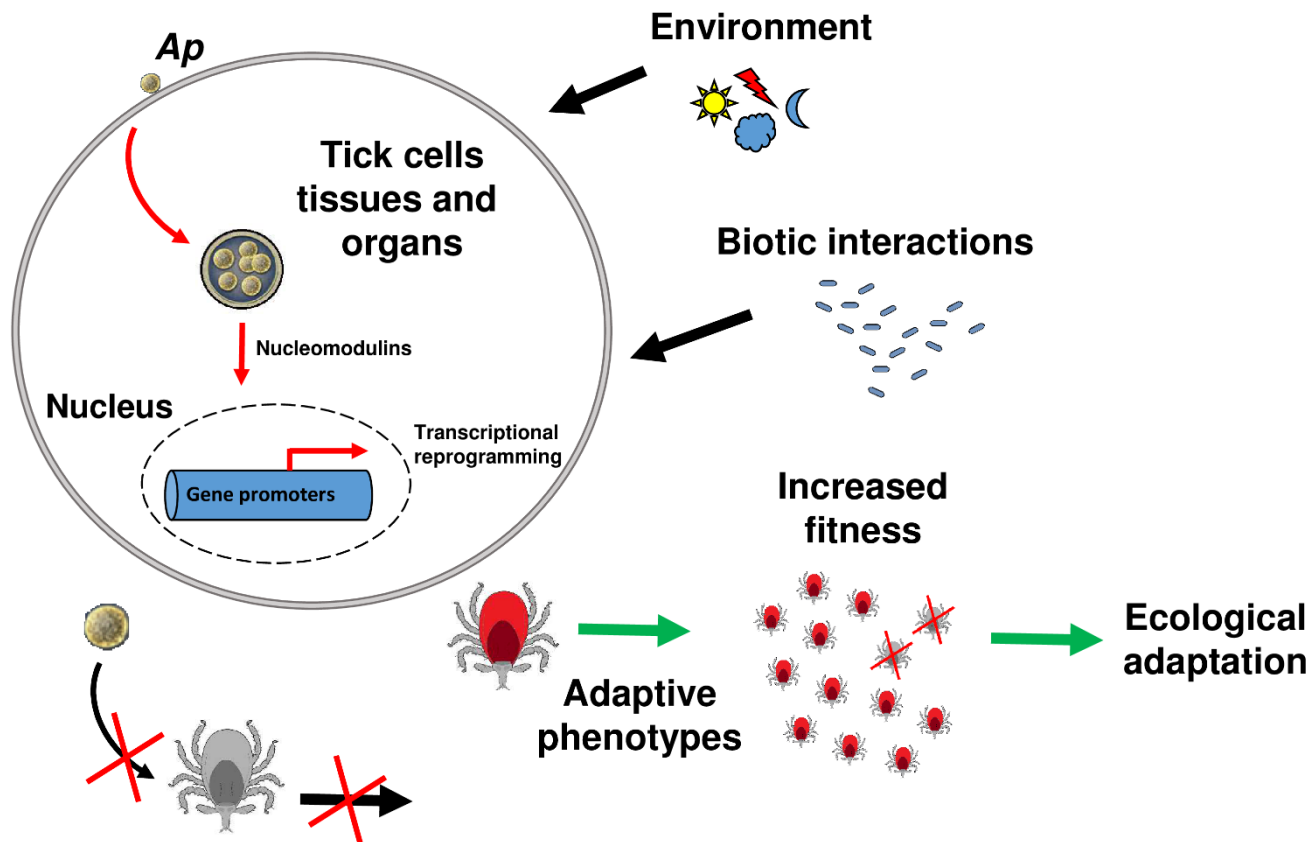 Ap
Environment
Tick cells
tissues and
organs
Biotic interactions
Nucleomodulins
Nucleus
Transcriptional
reprogramming
Gene promoters
Increased
fitness
Adaptive
phenotypes
Ecological
adaptation